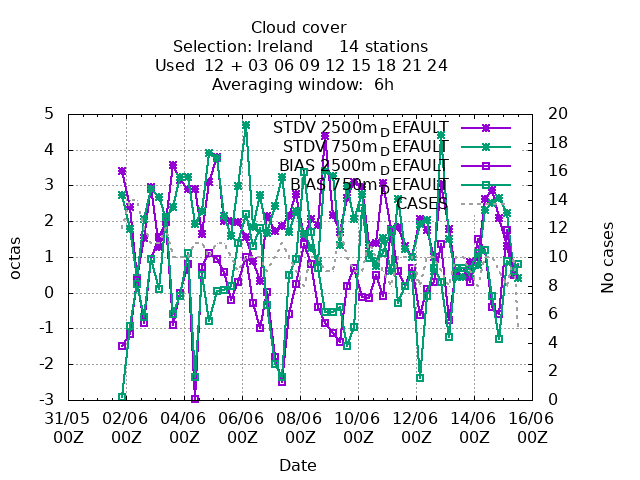 Cloud cover
Selection: Ireland 14 stations
Used 12 + 03 06 09 12 15 18 21 24
Averaging window: 6h
STDV 2500m_DEFAULT
STDV 750m_DEFAULT
BIAS 2500m_DEFAULT
BIAS 750m_DEFAULT
CASES
5
4
3
2
1
0
-1
-2
-3
octas
20
18
16
14
12
10
8
6
4
2
0
No cases
31/05 02/06 04/06 06/06 08/06 10/06 12/06 14/06 16/06
00Z 00Z 00Z 00Z 00Z 00Z 00Z 00Z 00Z
Date